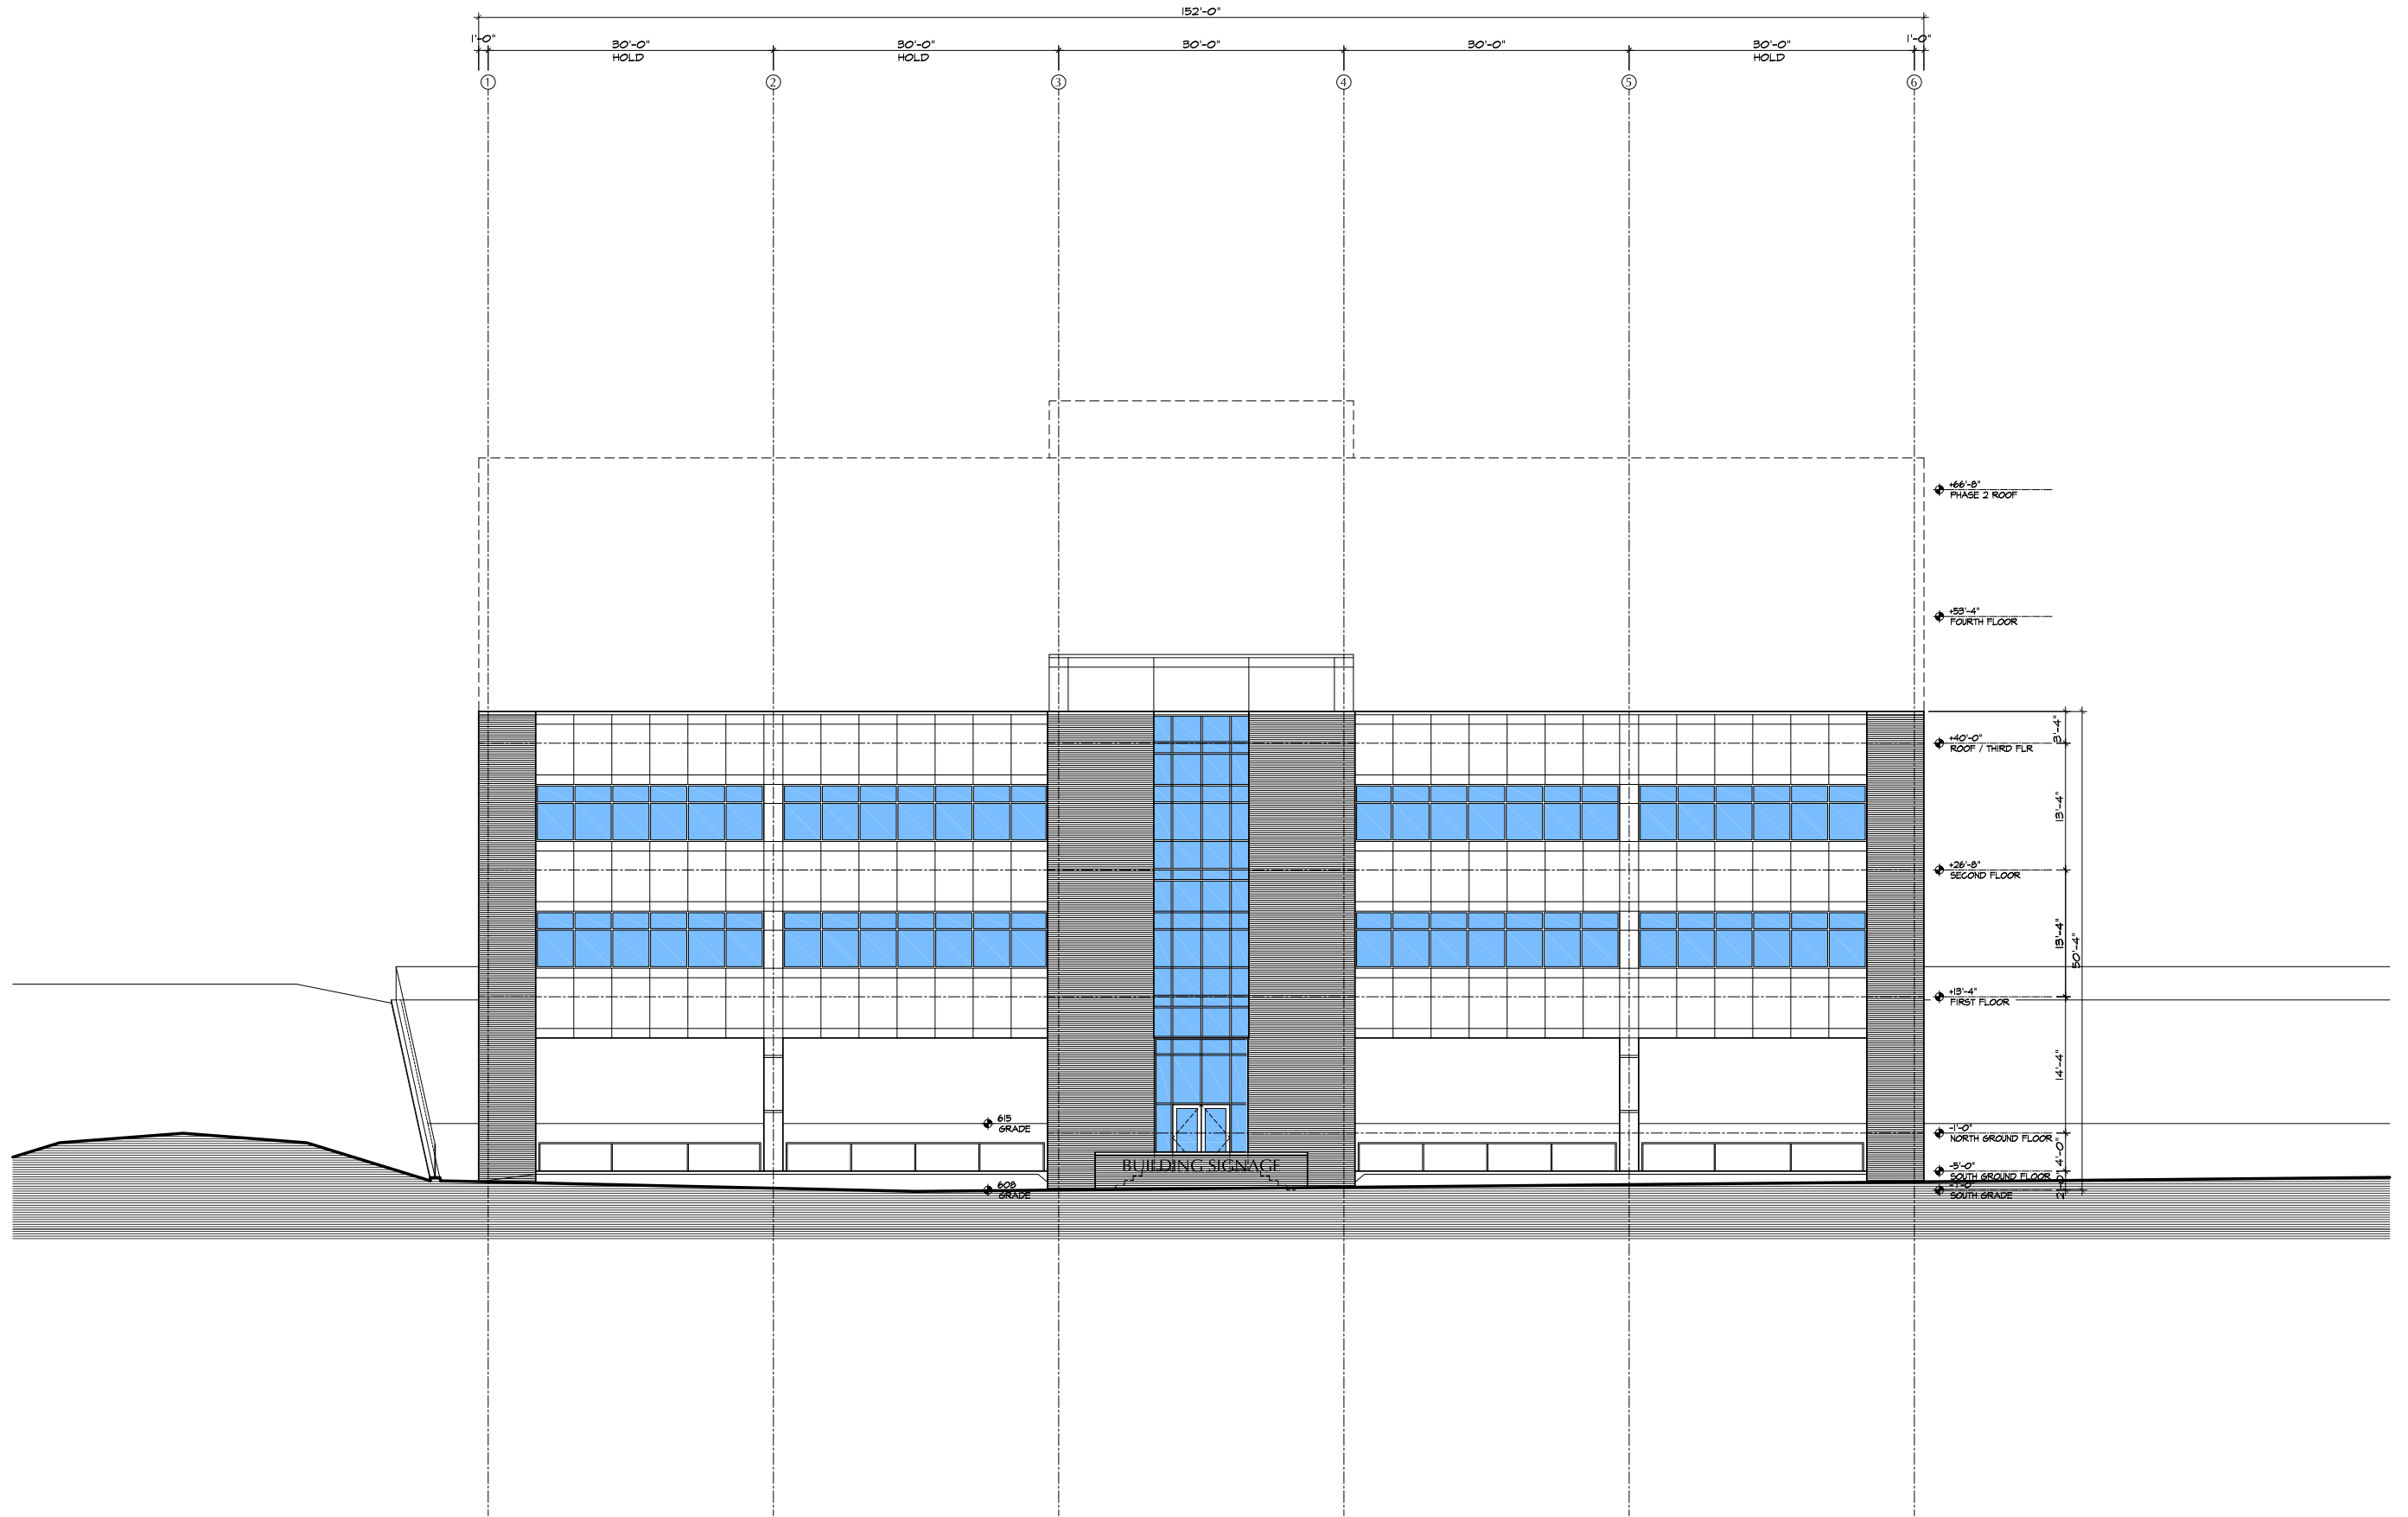 152'-0"
1'-0" 30'-0" 30'-0" 30'-0" 30'-0" 30'-0" 1'-0"
HOLD HOLD HOLD
1 2 3 4 5 6
+66'-8"
PHASE 2 ROOF
+53'-4"
FOURTH FLOOR
3'-4"
+40'-0"
ROOF / THIRD FLR
13'-4"
+26'-8"
SECOND FLOOR
13'-4"
50'-4"
+13'-4"
FIRST FLOOR
14'-4"
615
GRADE
-1'-0"
NORTH GROUND FLOOR
4'-0"
BUILDING SIGNAGE
-5'-0"
SOUTH GROUND FLOOR
608
GRADE
-7'-0"
SOUTH GRADE
2'-0"